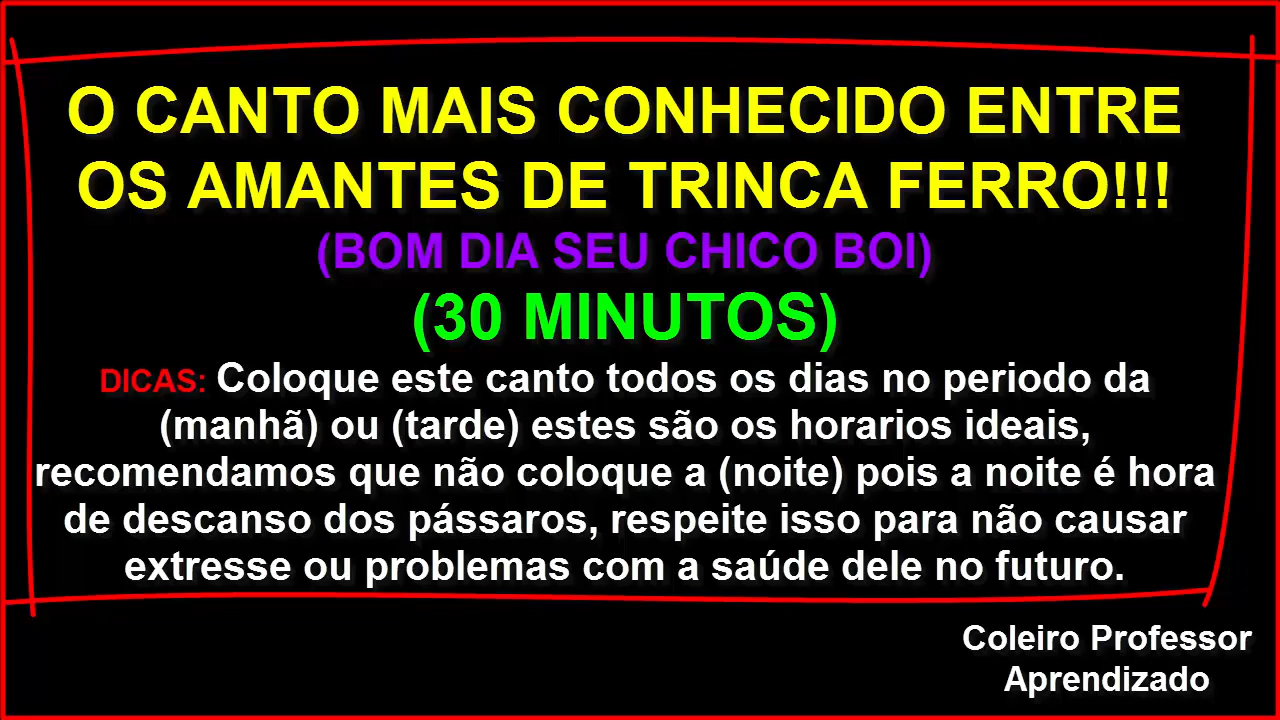 O CANTO MAIS CONHECIDO ENTRE
OS AMANTES DE TRINCA FERRO!!!
(BOM DIA SEU CHICO BOI)
(30 MINUTOS)
DICAS: Coloque este canto todos os dias no periodo da
(manhã) ou (tarde) estes são os horarios ideais,
recomendamos que não coloque a (noite) pois a noite é hora
de descanso dos pássaros, respeite isso para não causar
extresse ou problemas com a saúde dele no futuro.
Coleiro Professor
Aprendizado